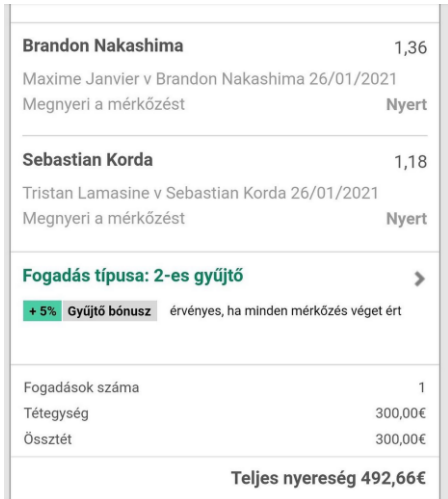 Brandon Nakashima 1,36
Maxime Janvier v Brandon Nakashima 26/01/2021
Megnyeri a mérkőzést Nyert
Sebastian Korda 1,18
Tristan Lamasine v Sebastian Korda 26/01/2021
Megnyeri a mérkőzést Nyert
Fogadás típusa: 2-es gyűjtő
+ 5% Gyűjtő bónusz érvényes, ha minden mérkőzés véget ért
Fogadások száma 1
Tétegység 300,00€
Össztét 300,00€
Teljes nyereség 492,66€